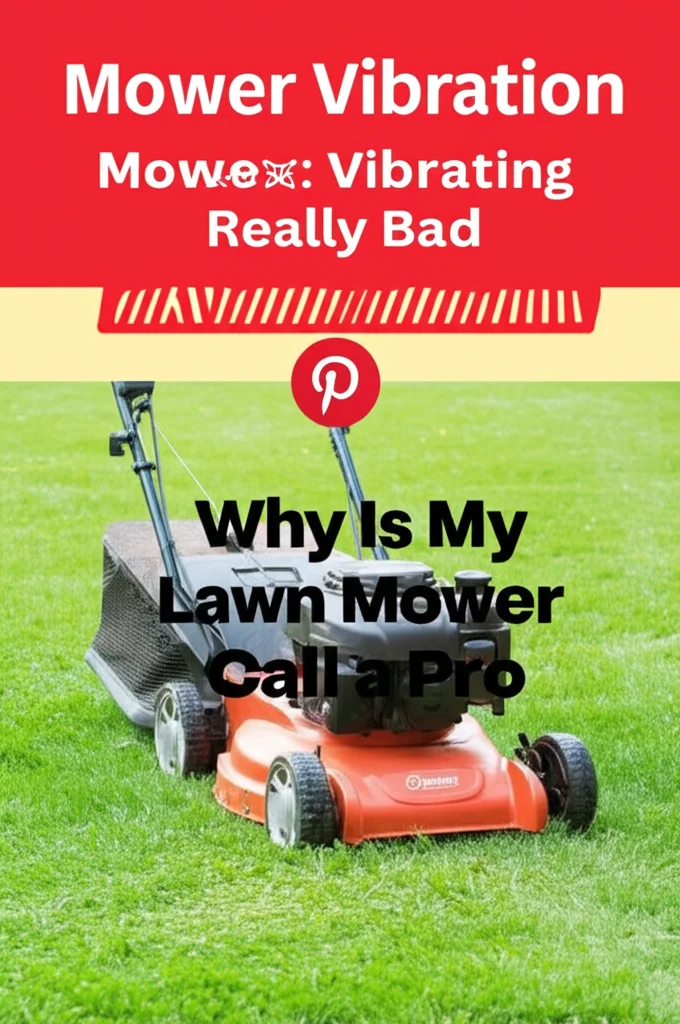 Mower Vibration
Vibrating
Really Bad
Why Is My
Lawn Mower
Call a Pro